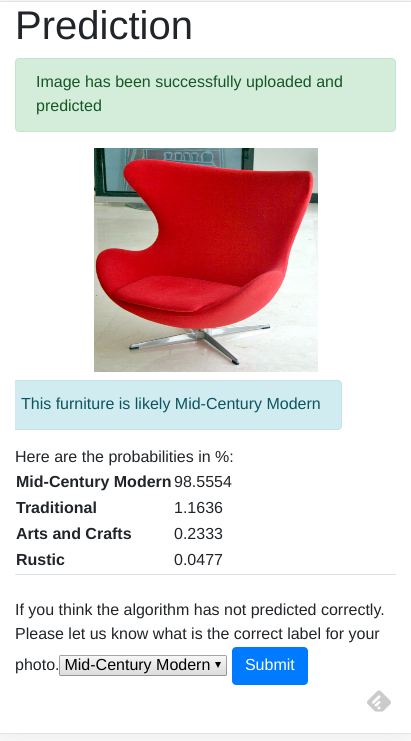 Prediction
Image has been successfully uploaded and
predicted
This furniture is likely Mid-Century Modern
Here are the probabilities in %:
Mid-Century Modern 98.5554
Traditional 1.1636
Arts and Crafts 0.2333
Rustic 0.0477
If you think the algorithm has not predicted correctly.
Please let us know what is the correct label for your
photo. Mid-Century Modern Submit